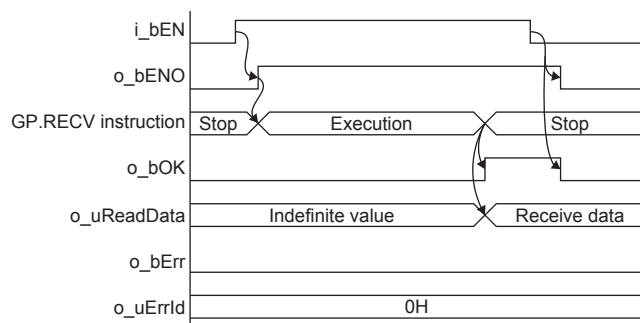 i_bEN
o_bENO
GP.RECV instruction Stop Execution Stop
o_bOK
o_uReadData Indefinite value Receive data
o_bErr
o_uErrId 0H